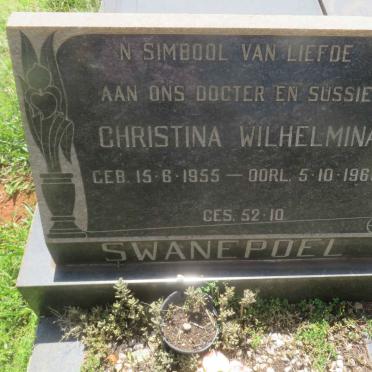 'N SIMBOOL VAN LIEFDE
AAN ONS DOGTER EN SUSSIE
CHRISTINA WILHELMINA
GEB. 15·6·1955 — OORL. 5·10·196
GES. 52·10
SWANEPOEL